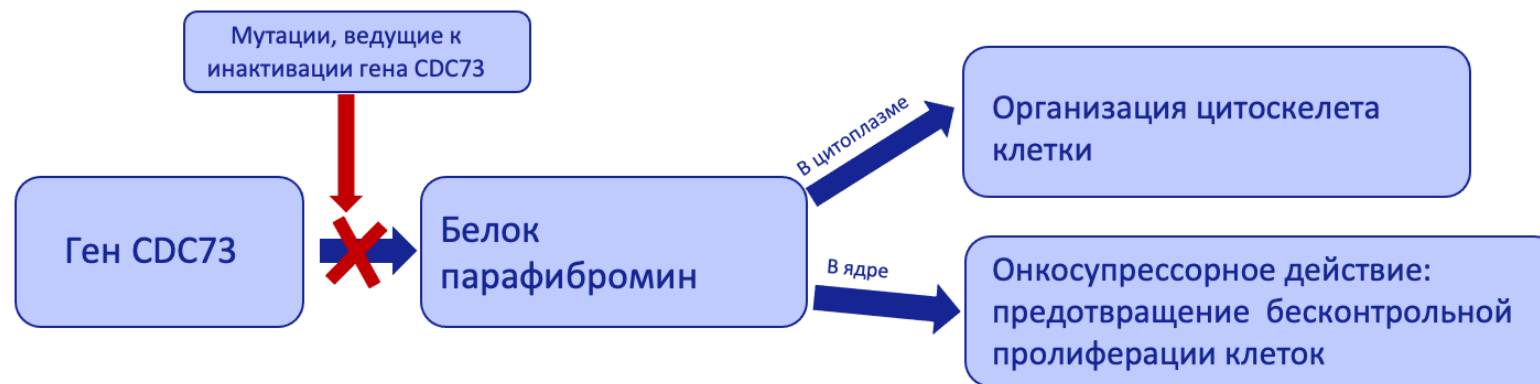 Мутации, ведущие к
инактивации гена CDC73
Ген CDC73
Белок
парафибромин
В цитоплазме
Организация цитоскелета
клетки
В ядре
Онкосупрессорное действие:
предотвращение бесконтрольной
пролиферации клеток